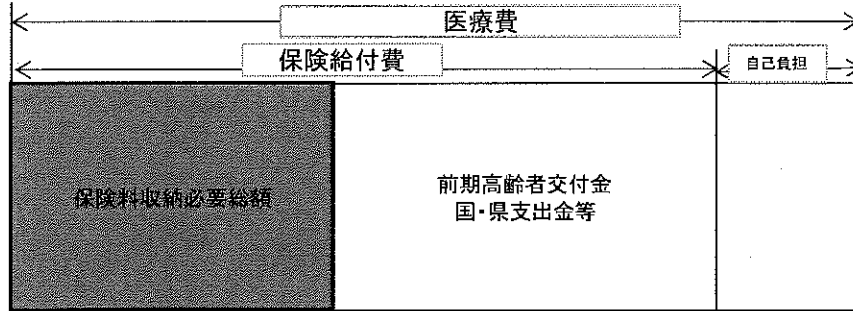 医療費
保険給付費
自己負担
保険料収納必要総額
前期高齢者交付金
国・県支出金等